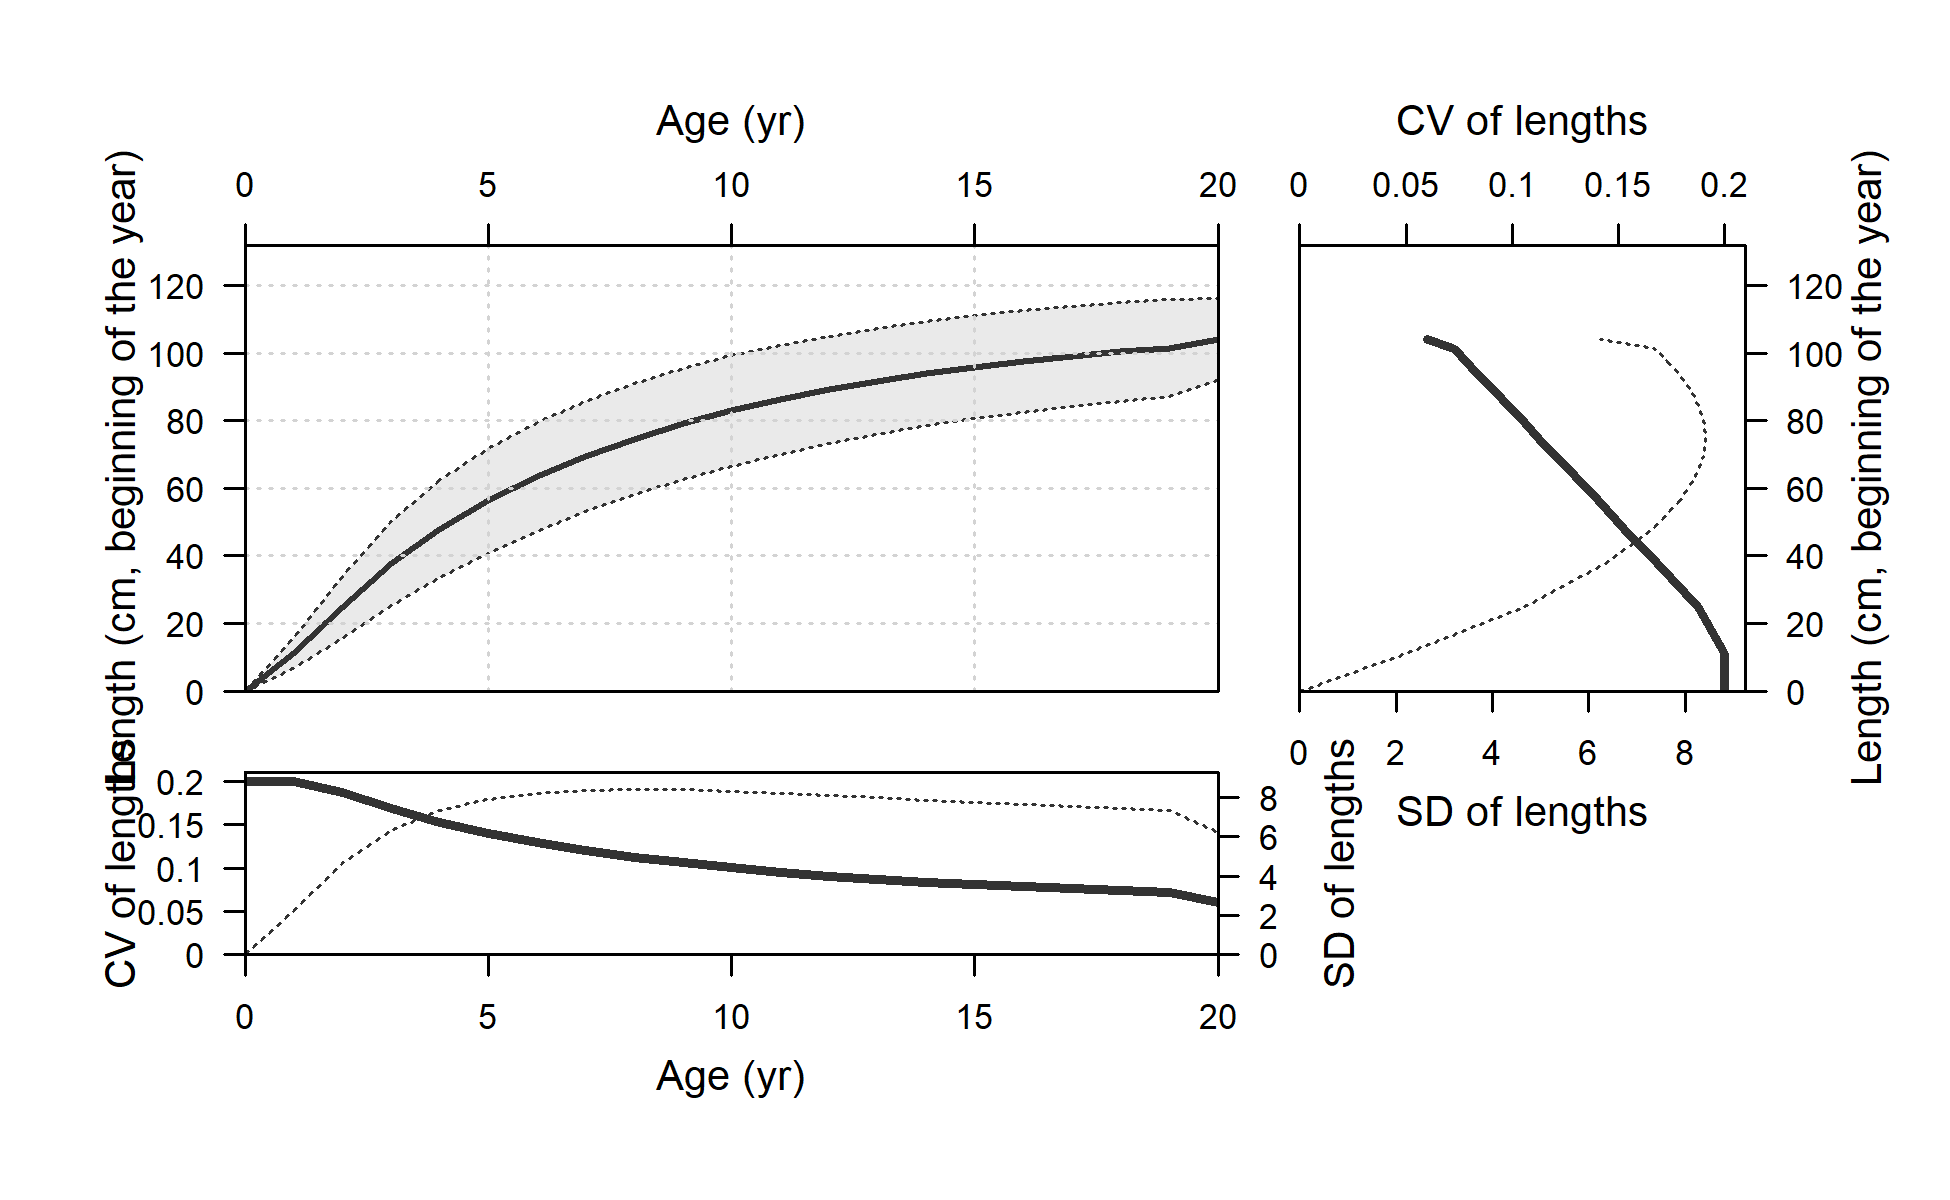 Age (yr)
CV of lengths
0 5 10 15 20
0 0.05 0.1 0.15 0.2
Length (cm, beginning of the year)
120
100
80
60
40
20
0
120
100
80
60
40
20
0
Length (cm, beginning of the year)
0 2 4 6 8
SD of lengths
CV of lengths
0.2
0.15
0.1
0.05
0
8
6
4
2
0
SD of lengths
0 5 10 15 20
Age (yr)